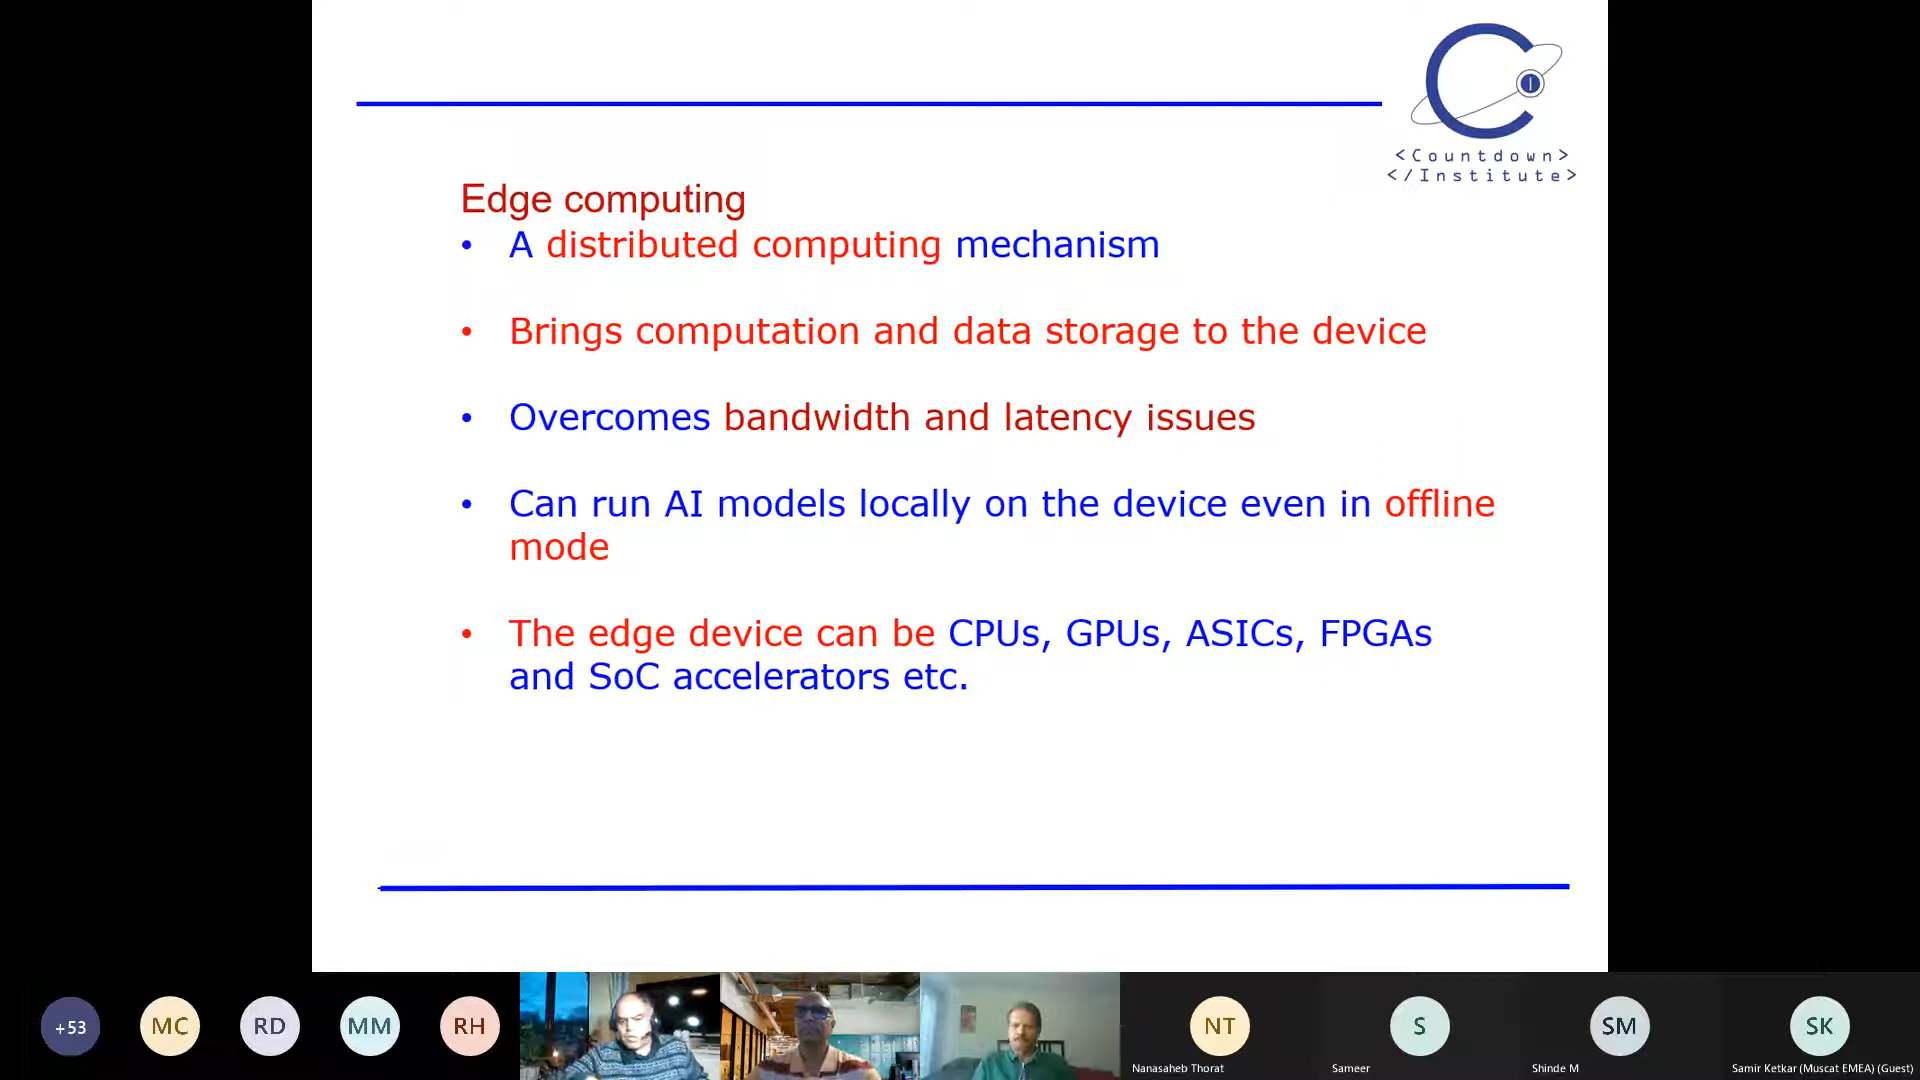 <Countdown>
</Institute>
Edge computing
• A distributed computing mechanism
• Brings computation and data storage to the device
• Overcomes bandwidth and latency issues
• Can run AI models locally on the device even in offline
mode
• The edge device can be CPUs, GPUs, ASICs, FPGAs
and SoC accelerators etc.
+53
MC
RD
MM
RH
NT
S
SM
SK
Nanasaheb Thorat
Sameer
Shinde M
Samir Ketkar (Muscat EMEA) (Guest)